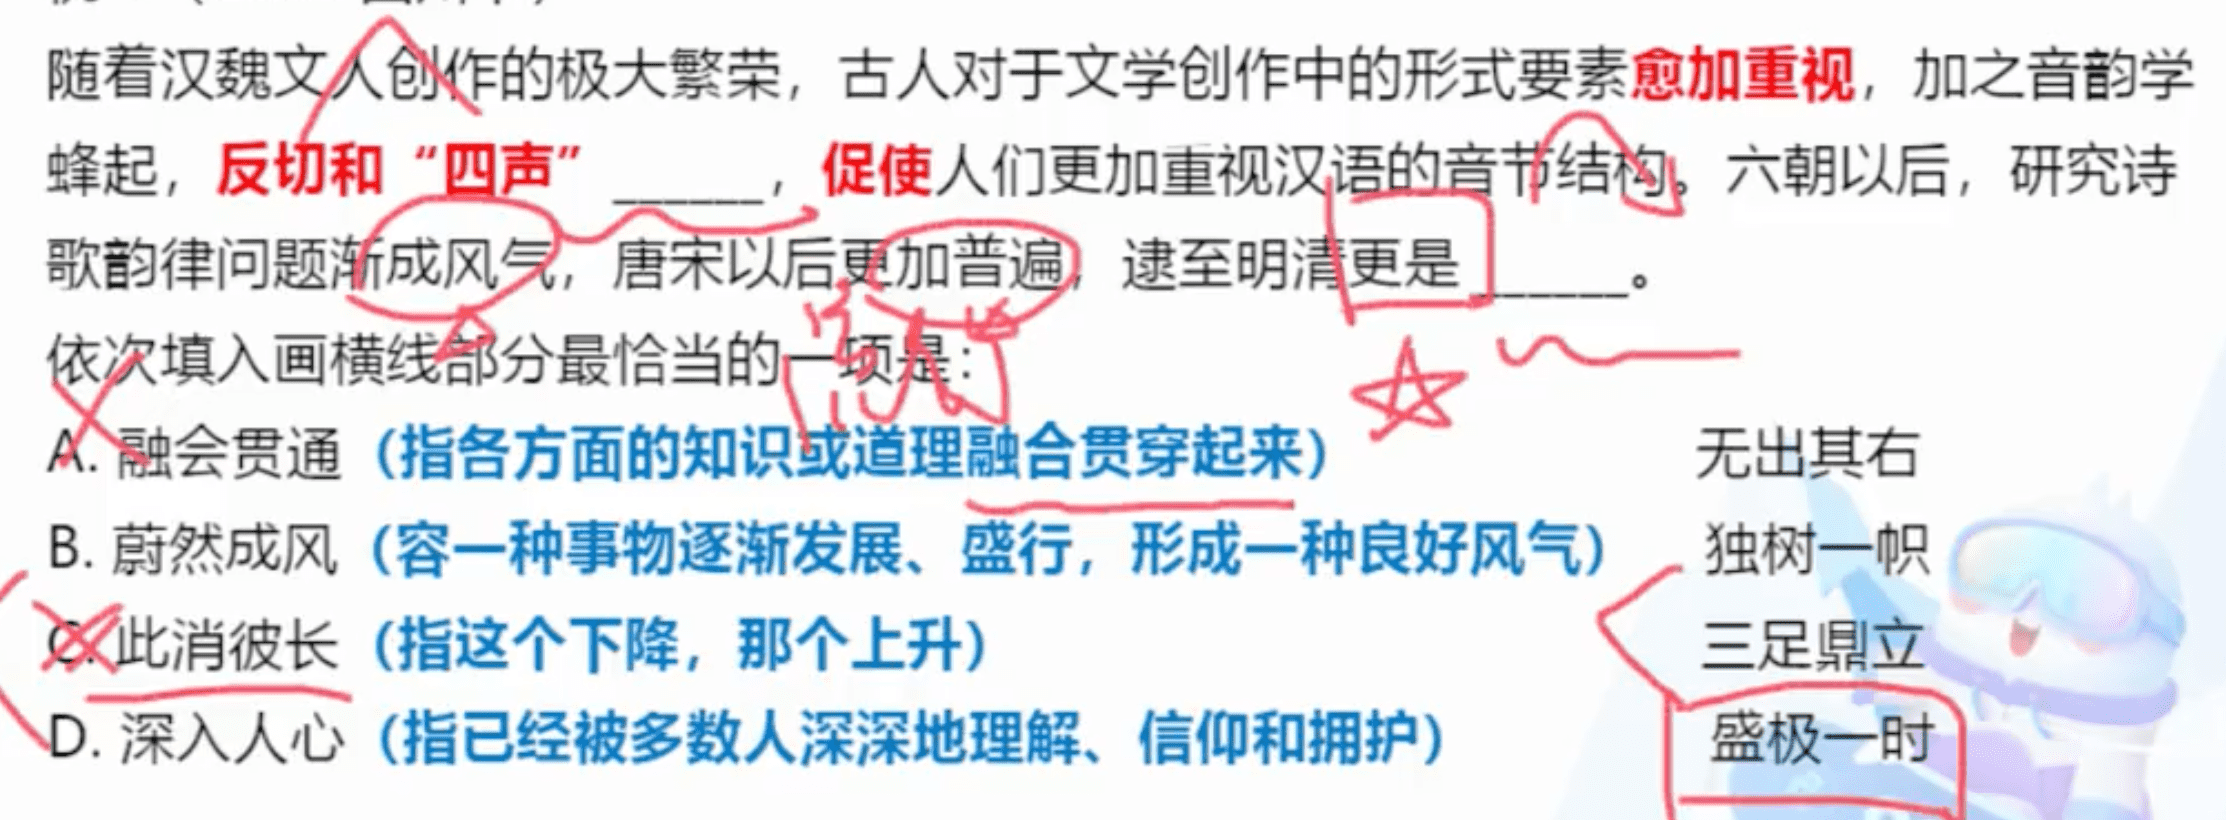 随着汉魏文人创作的极大繁荣，古人对于文学创作中的形式要素愈加重视，加之音韵学
蜂起，反切和“四声”______，促使人们更加重视汉语的音节结构。六朝以后，研究诗
歌韵律问题渐成风气，唐宋以后更加普遍，逮至明清更是______。
依次填入画横线部分最恰当的一项是：
A. 融会贯通（指各方面的知识或道理融合贯穿起来） 无出其右
B. 蔚然成风（容一种事物逐渐发展、盛行，形成一种良好风气） 独树一帜
C. 此消彼长（指这个下降，那个上升） 三足鼎立
D. 深入人心（指已经被多数人深深地理解、信仰和拥护） 盛极一时